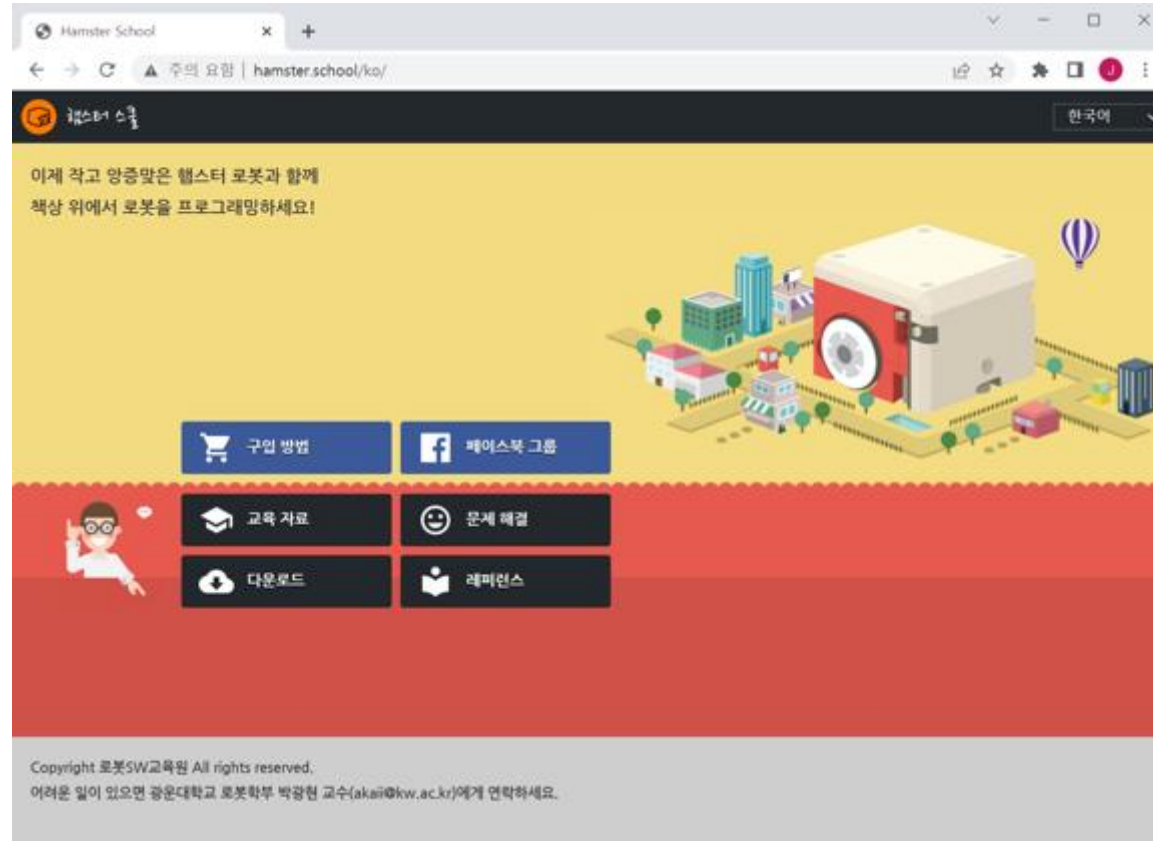 Hamster School
주의 요함 | hamster.school/ko/
J
햄스터 스쿨
한국어
이제 작고 앙증맞은 햄스터 로봇과 함께
책상 위에서 로봇을 프로그래밍하세요!
구입 방법
페이스북 그룹
교육 자료
문제 해결
다운로드
레퍼런스
Copyright 로봇SW교육원 All rights reserved.
어려운 일이 있으면 광운대학교 로봇학부 박광현 교수(akaii@kw.ac.kr)에게 연락하세요.